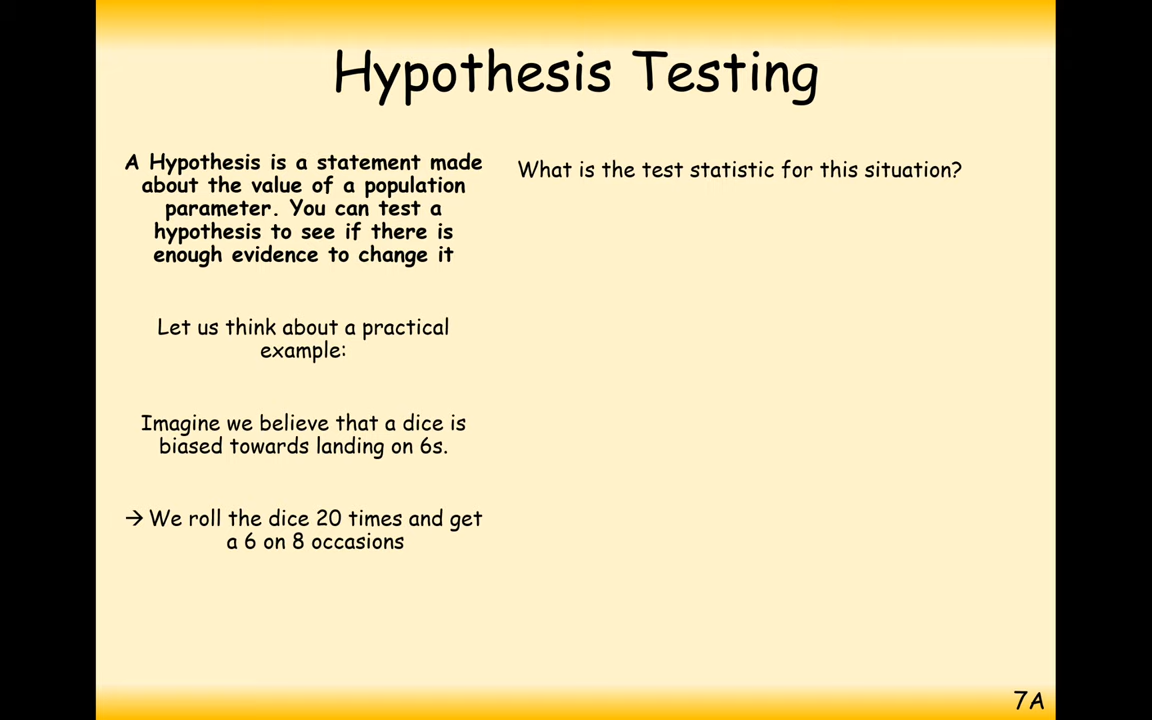 Hypothesis Testing
A Hypothesis is a statement made
about the value of a population
parameter. You can test a
hypothesis to see if there is
enough evidence to change it
Let us think about a practical
example:
Imagine we believe that a dice is
biased towards landing on 6s.
→ We roll the dice 20 times and get
a 6 on 8 occasions
What is the test statistic for this situation?
7A